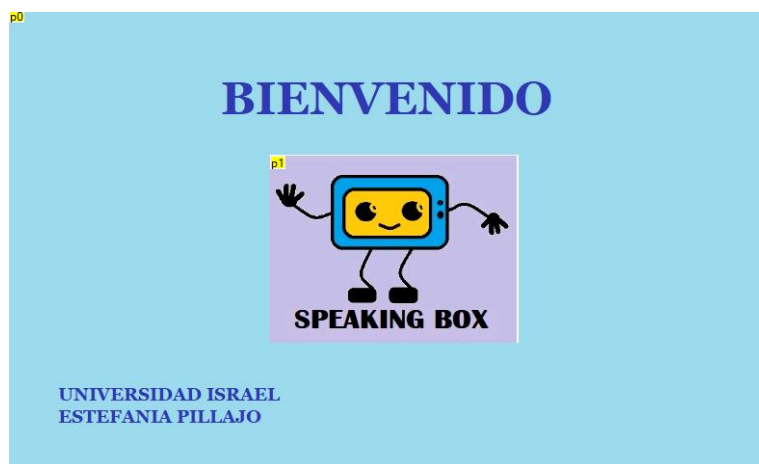 p0
BIENVENIDO
p1
SPEAKING BOX
UNIVERSIDAD ISRAEL
ESTEFANIA PILLAJO